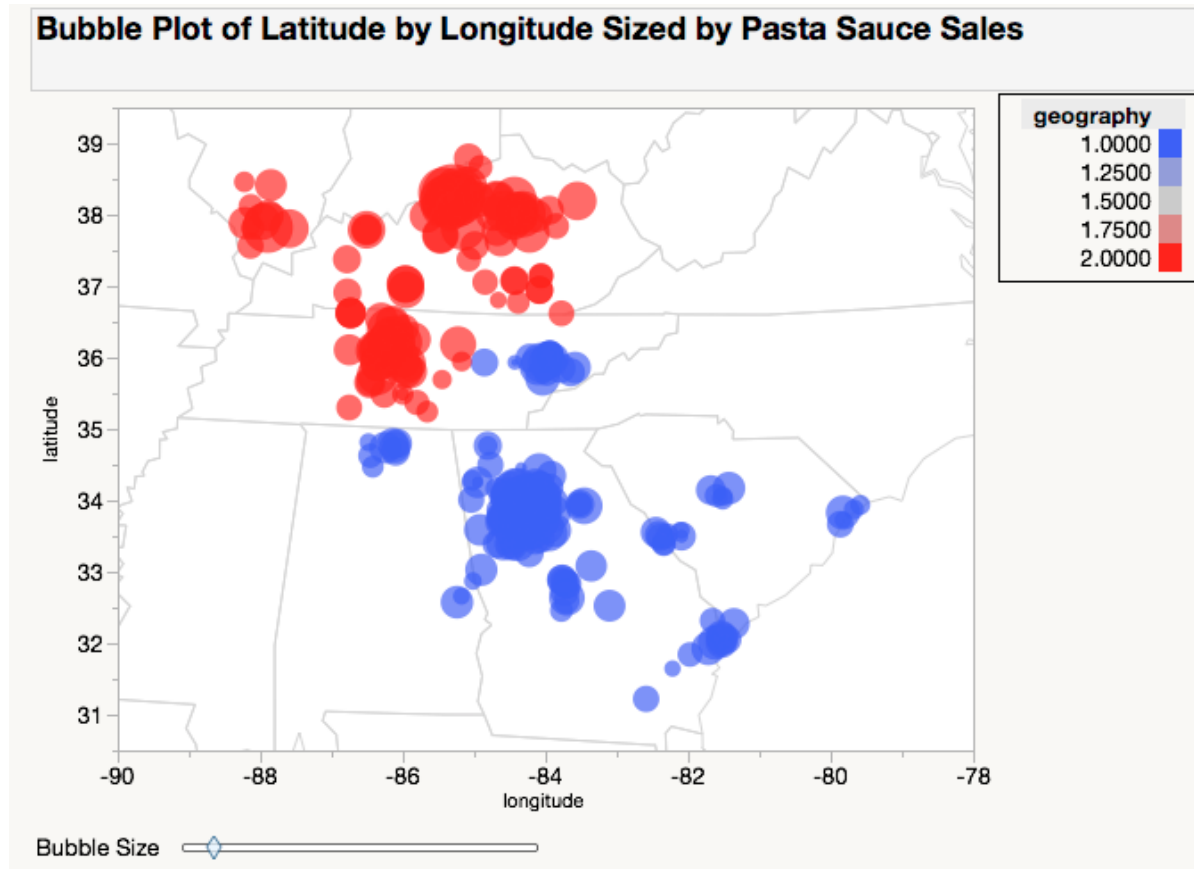 Bubble Plot of Latitude by Longitude Sized by Pasta Sauce Sales
geography
1.0000
1.2500
1.5000
1.7500
2.0000
39
38
37
36
35
34
33
32
31
latitude
-90 -88 -86 -84 -82 -80 -78
longitude
Bubble Size